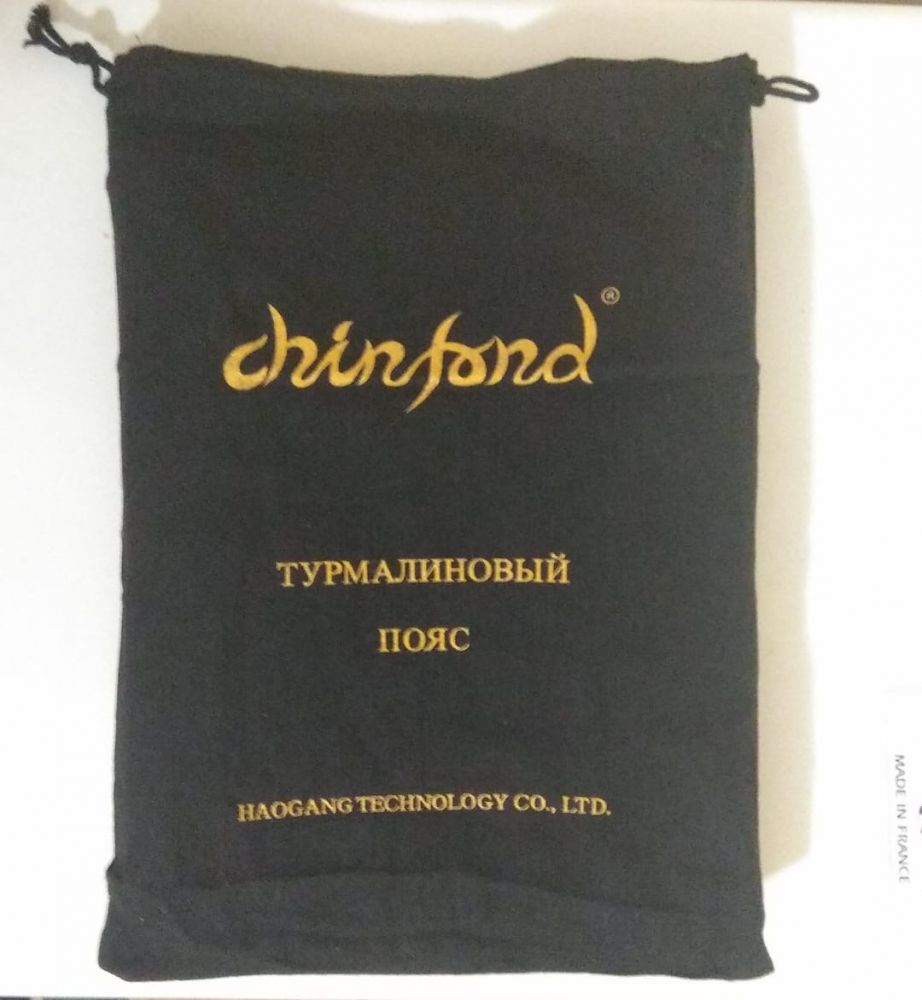 chinfond®
ТУРМАЛИНОВЫЙ
ПОЯС
HAOGANG TECHNOLOGY CO., LTD.
MADE IN FRANCE